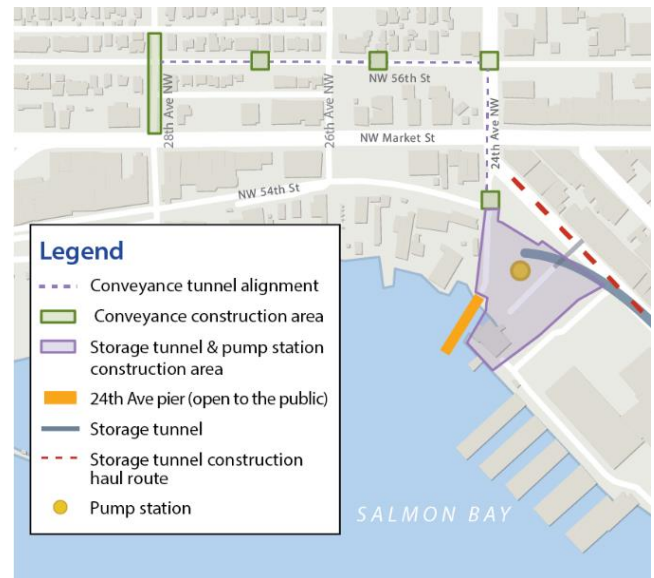 NW 56th St
28th Ave NW
26th Ave NW
24th Ave NW
NW Market St
NW 54th St
Legend
Conveyance tunnel alignment
Conveyance construction area
Storage tunnel & pump station
construction area
24th Ave pier (open to the public)
Storage tunnel
Storage tunnel construction
haul route
Pump station
SALMON BAY